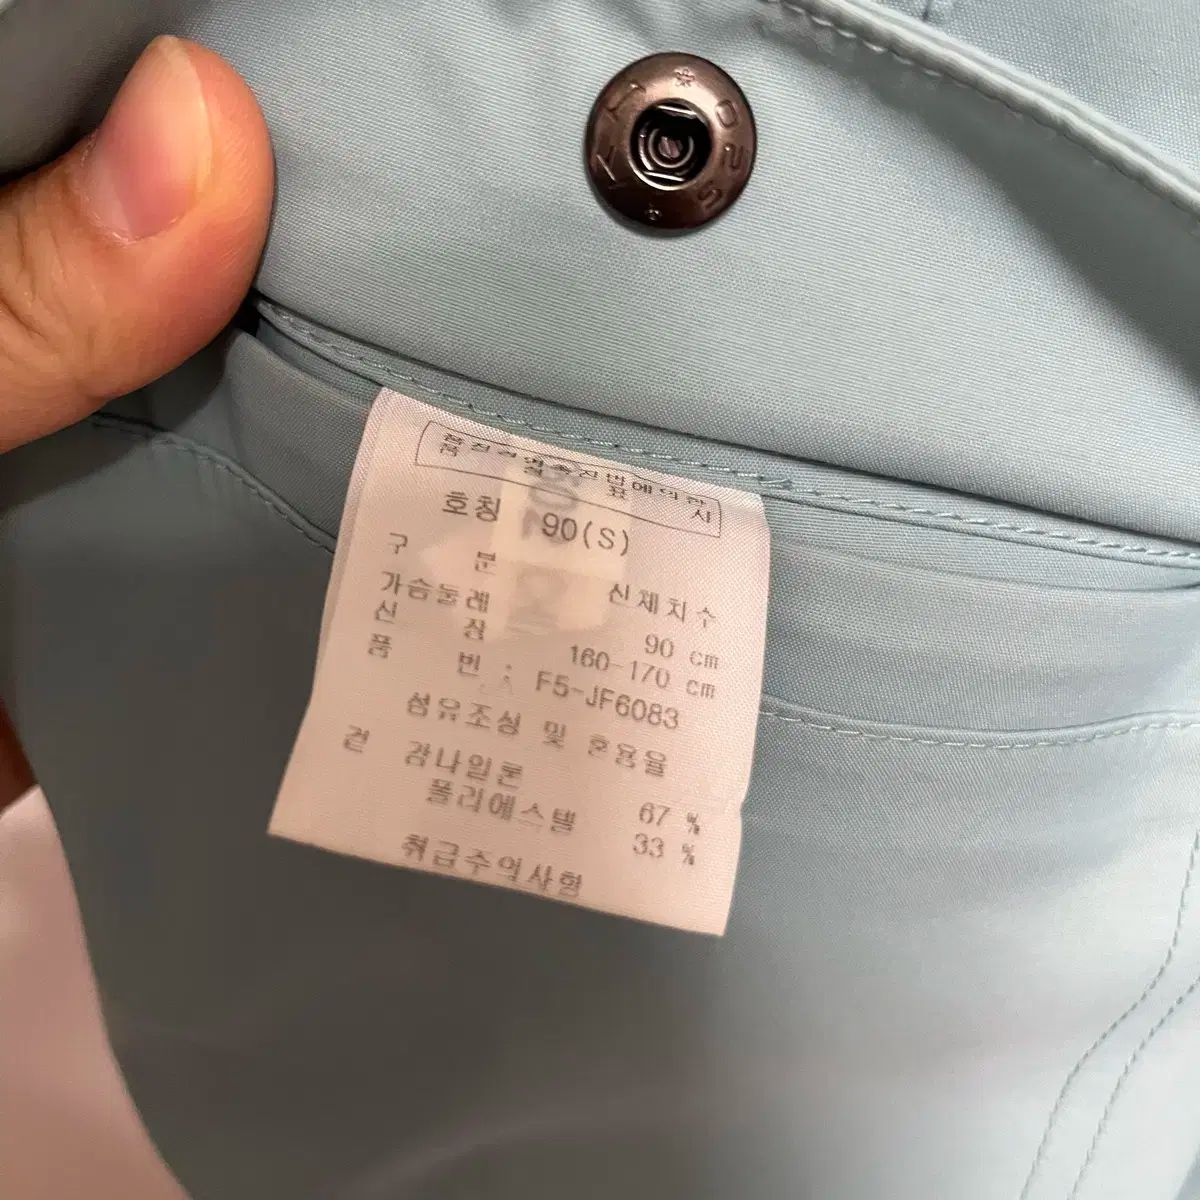 호칭 90(S)
구 분 신체치수
가슴둘레 90 cm
신 장 160-170 cm
품 번 : F5-JF6083
섬유조성 및 혼용율
겉 감 나일론 67 %
폴리에스텔 33 %
취급주의사항